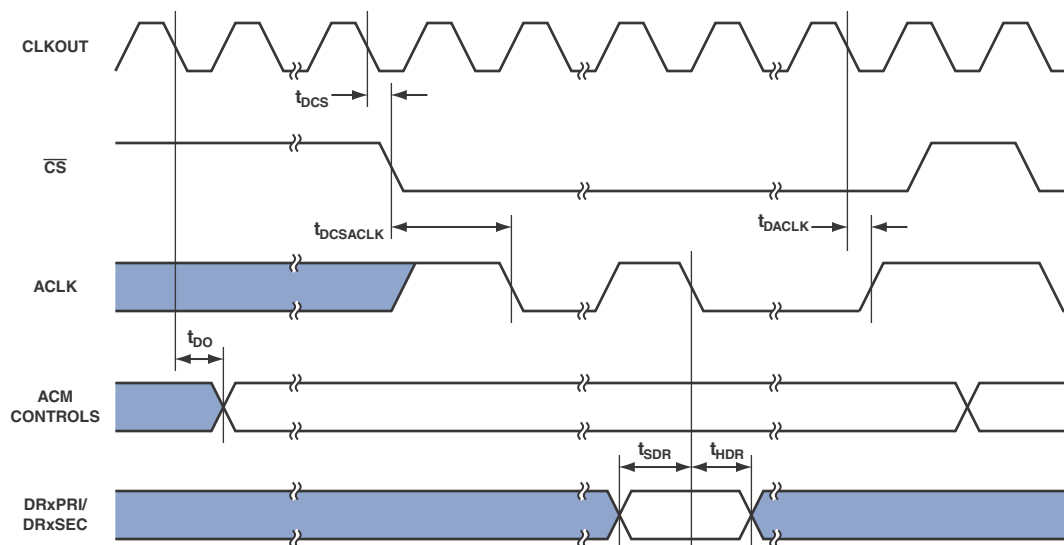 CLKOUT
tDCS
CS
tDCSACLK
tDACLK
ACLK
tDO
ACM
CONTROLS
tSDR
tHDR
DRxPRI/
DRxSEC